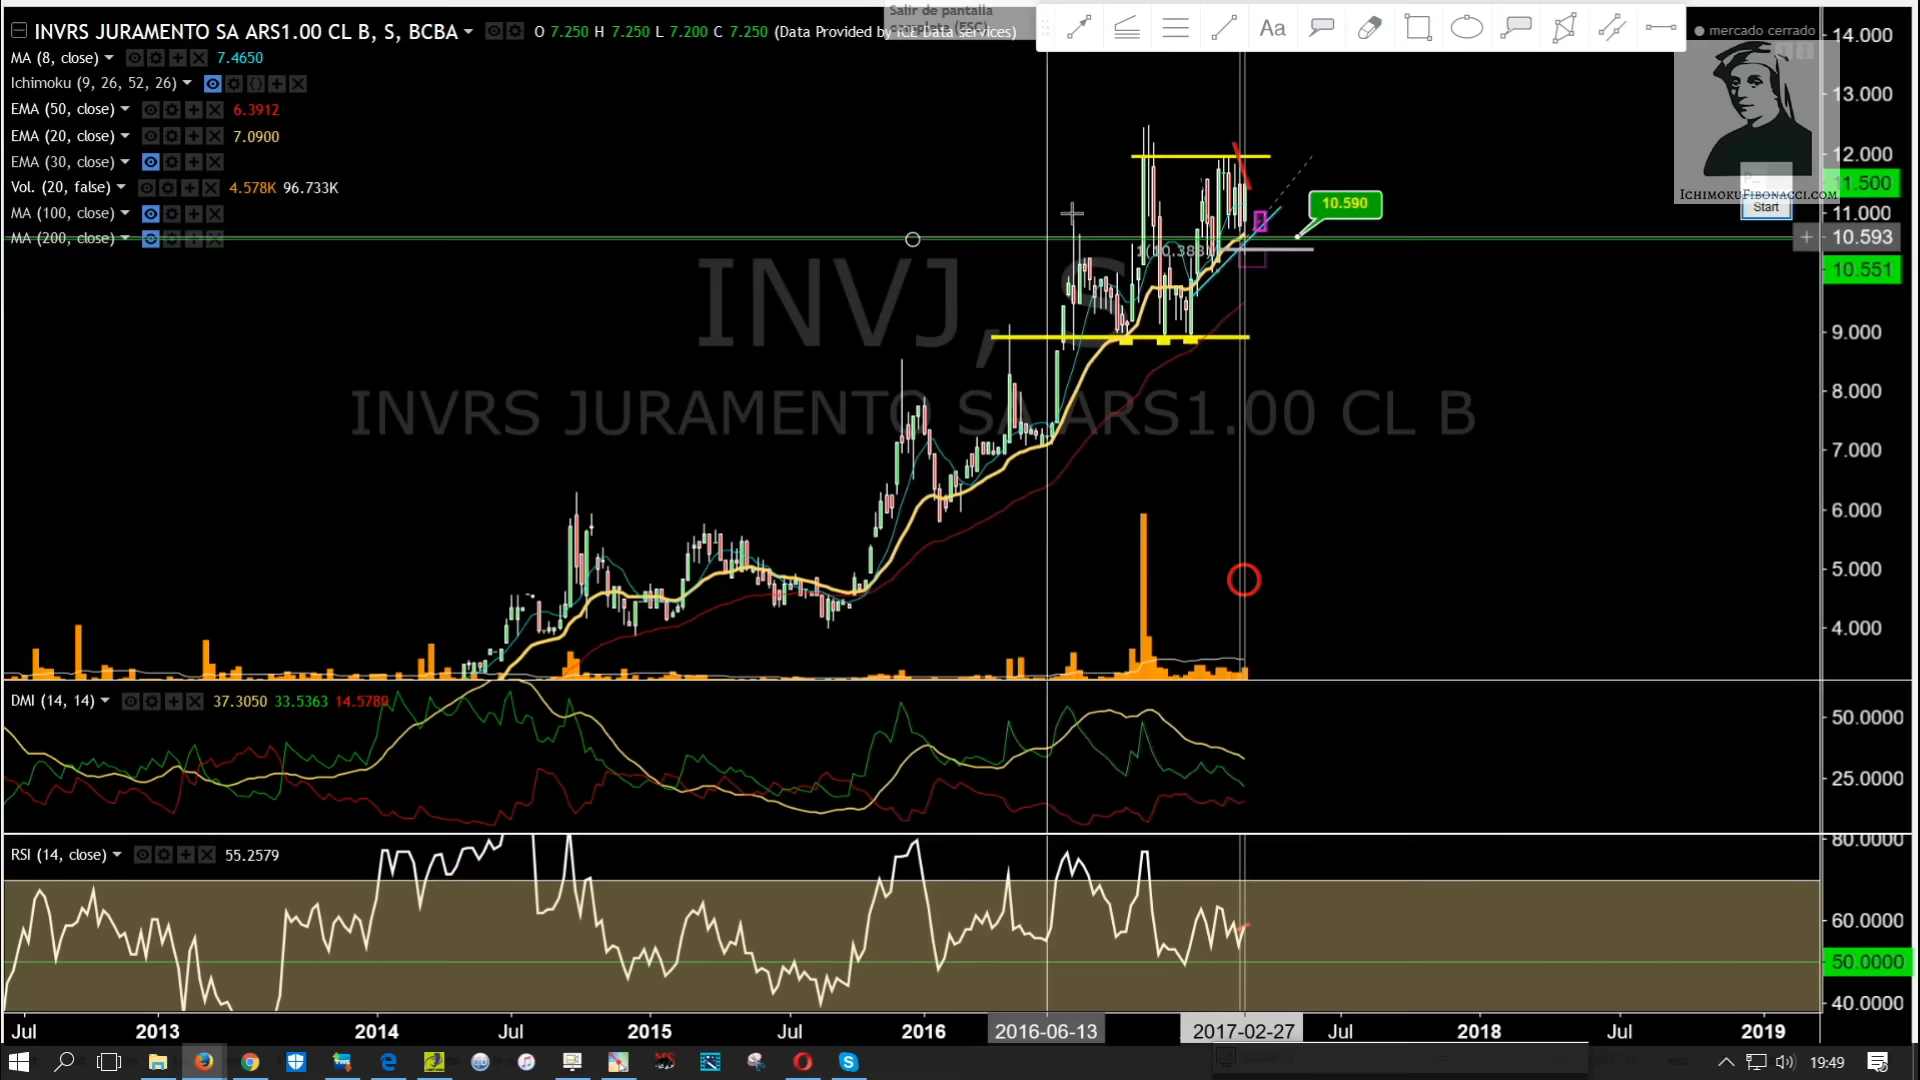 Salir de pantalla
completa (ESC)
INVRS JURAMENTO SA ARS1.00 CL B, S, BCBA
O 7.250 H 7.250 L 7.200 C 7.250 (Data Provided by ICE Data services)
Aa
mercado cerrado
MA (8, close) 7.4650
Ichimoku (9, 26, 52, 26)
EMA (50, close) 6.3912
EMA (20, close) 7.0900
EMA (30, close)
Vol. (20, false) 4.578K 96.733K
MA (100, close)
MA (200, close)
14.000
13.000
12.000
11.500
11.000
10.593
10.551
9.000
8.000
7.000
6.000
5.000
4.000
IchimokuFibonacci.com
Start
10.590
1(10.383)
INVJ, S
INVRS JURAMENTO SA ARS1.00 CL B
DMI (14, 14) 37.3050 33.5363 14.5789
50.0000
25.0000
RSI (14, close) 55.2579
80.0000
60.0000
50.0000
40.0000
Jul 2013 2014 Jul 2015 Jul 2016 2016-06-13 2017-02-27 Jul 2018 Jul 2019
19:49